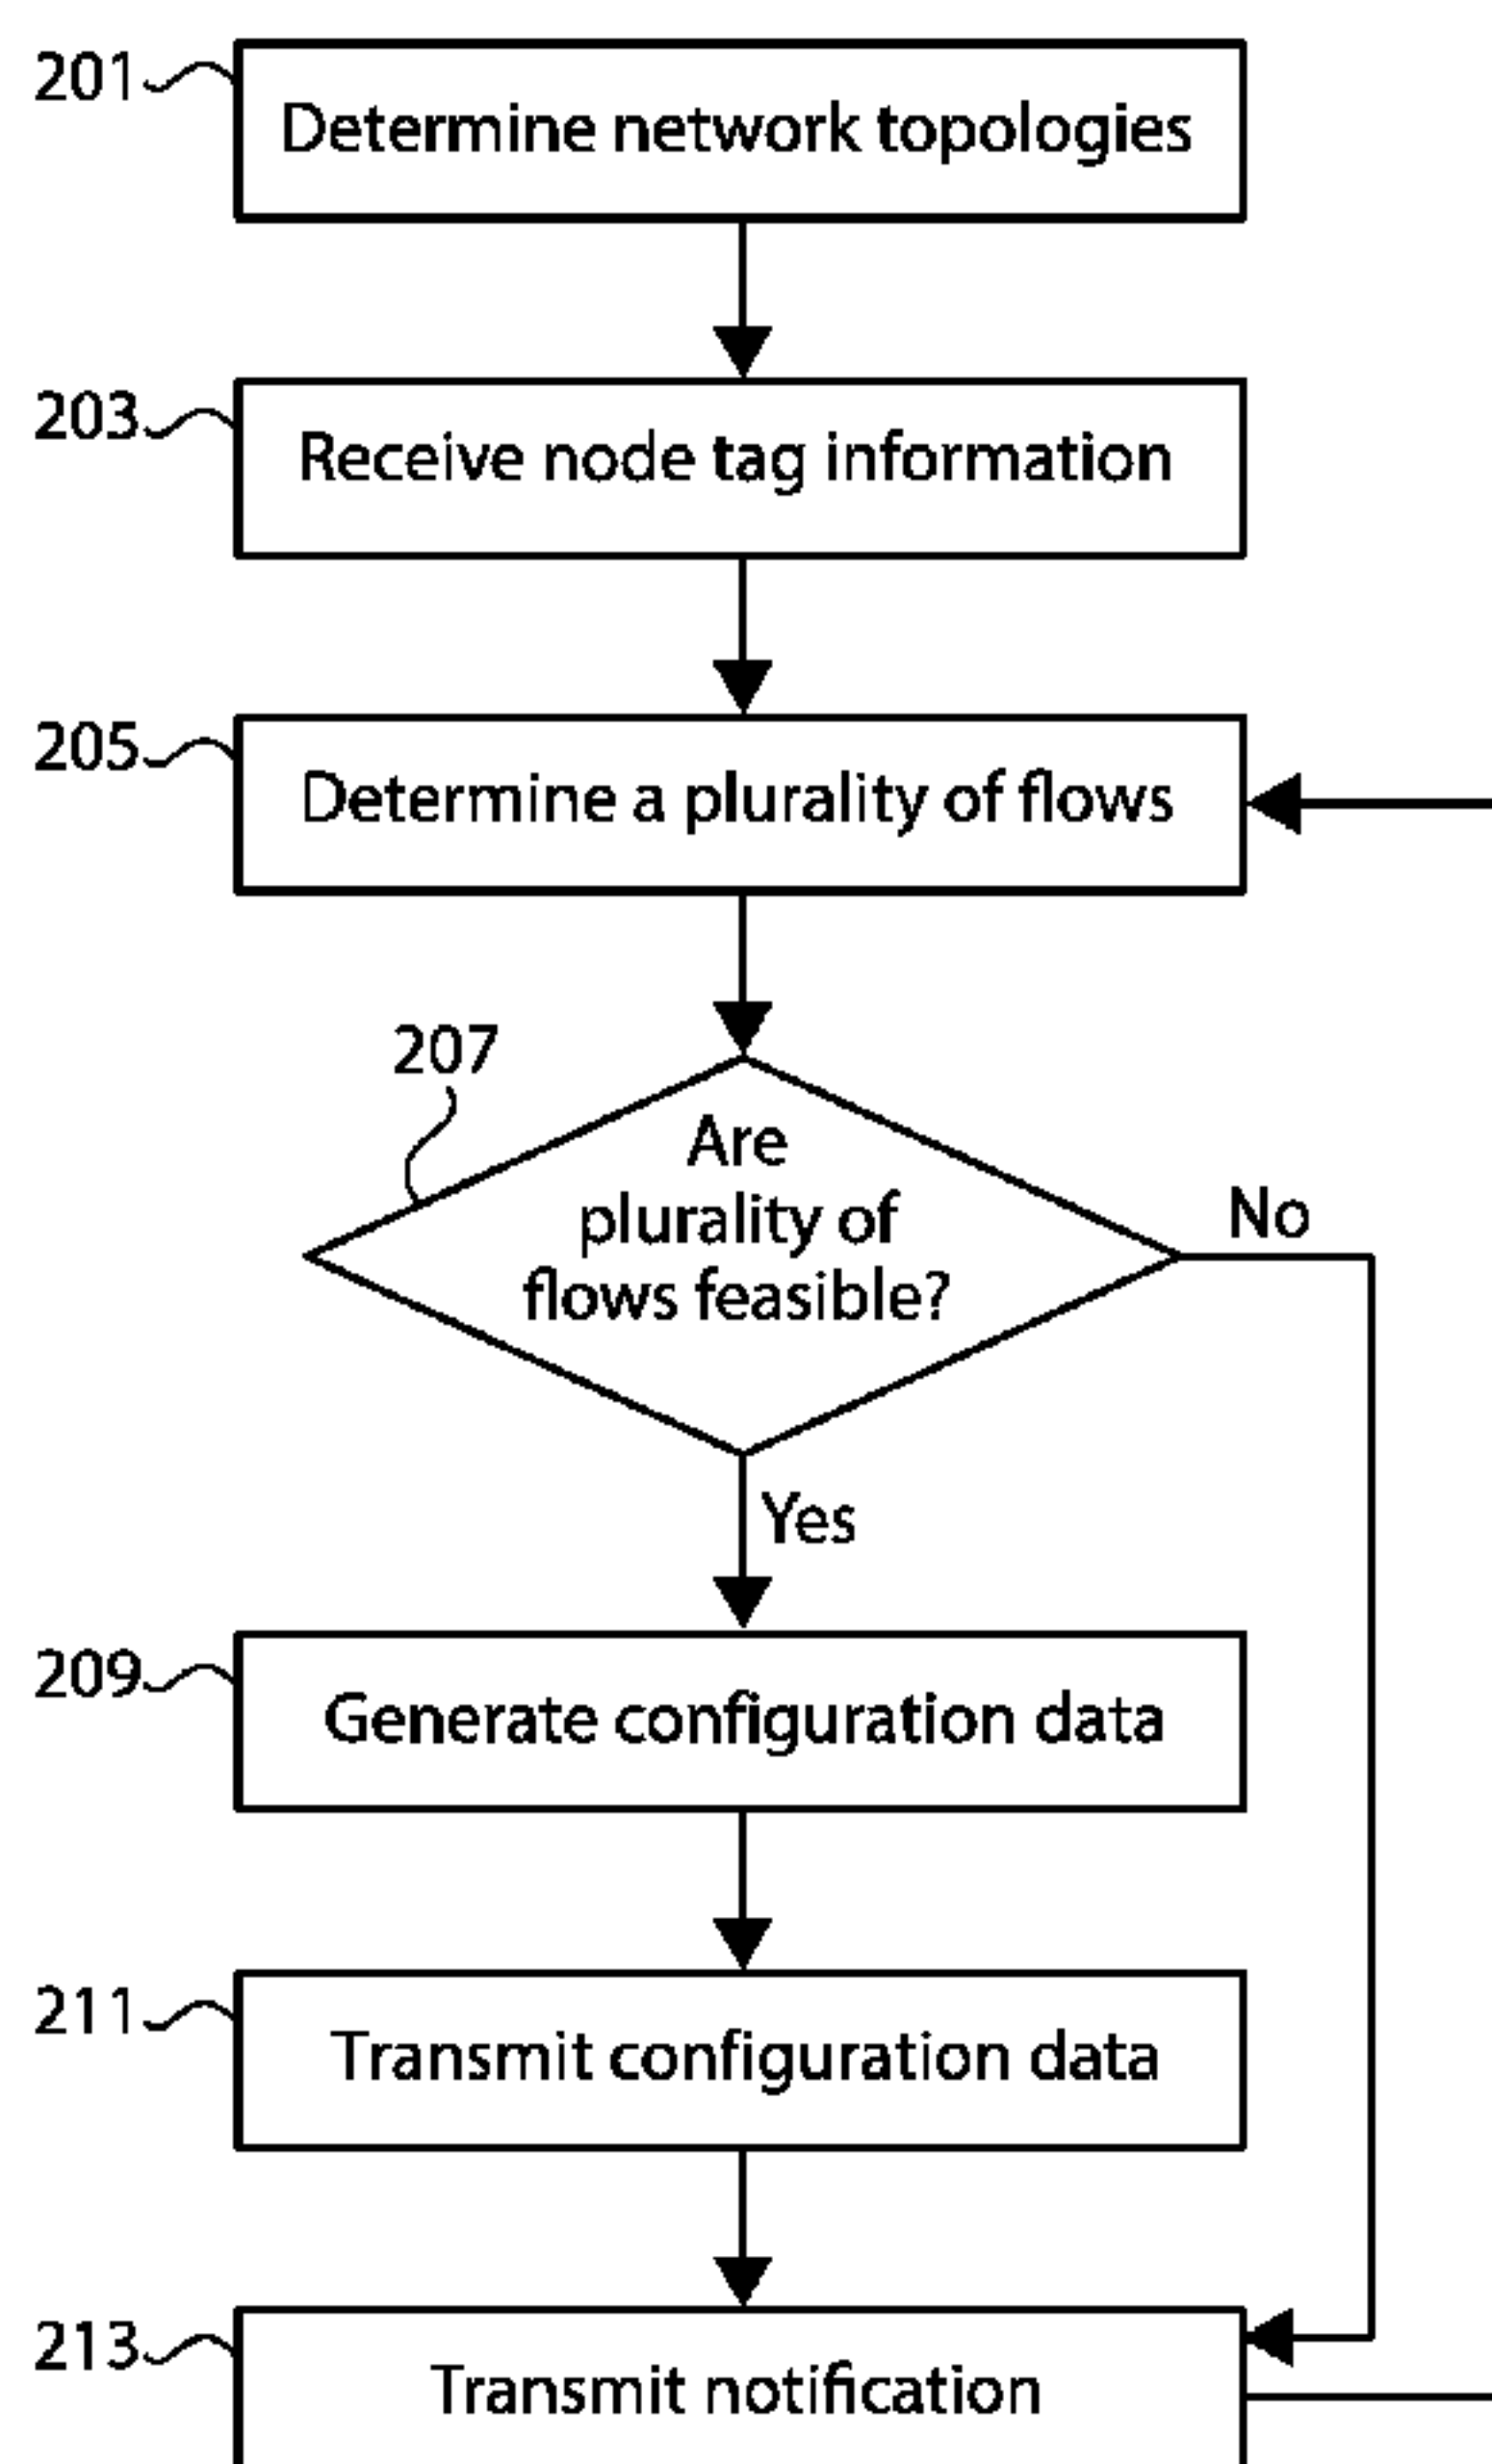 201
Determine network topologies
203
Receive node tag information
205
Determine a plurality of flows
207
Are
plurality of
flows feasible?
No
Yes
209
Generate configuration data
211
Transmit configuration data
213
Transmit notification